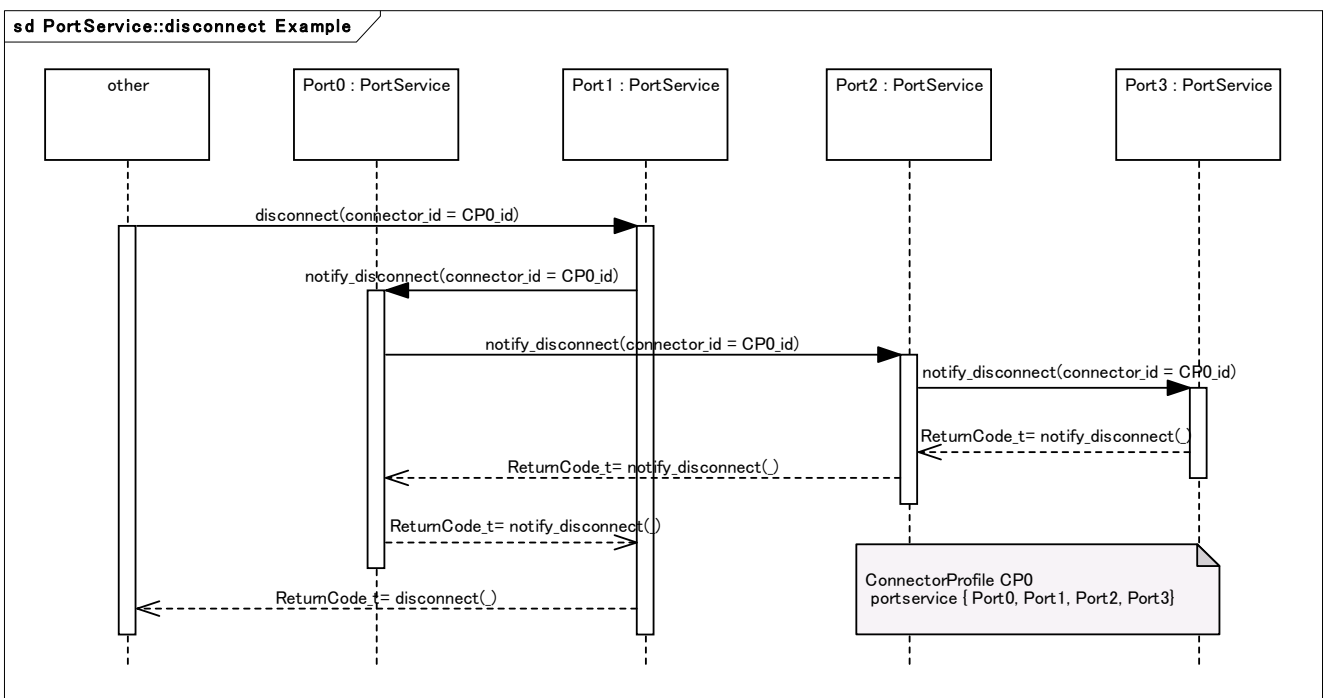 sd PortService::disconnect Example
other
Port0 : PortService
Port1 : PortService
Port2 : PortService
Port3 : PortService
disconnect(connector_id = CP0_id)
notify_disconnect(connector_id = CP0_id)
notify_disconnect(connector_id = CP0_id)
notify_disconnect(connector_id = CP0_id)
ReturnCode_t= notify_disconnect(_)
ReturnCode_t= notify_disconnect(_)
ReturnCode_t= notify_disconnect(_)
ReturnCode_t= disconnect(_)
ConnectorProfile CP0
portservice { Port0, Port1, Port2, Port3}